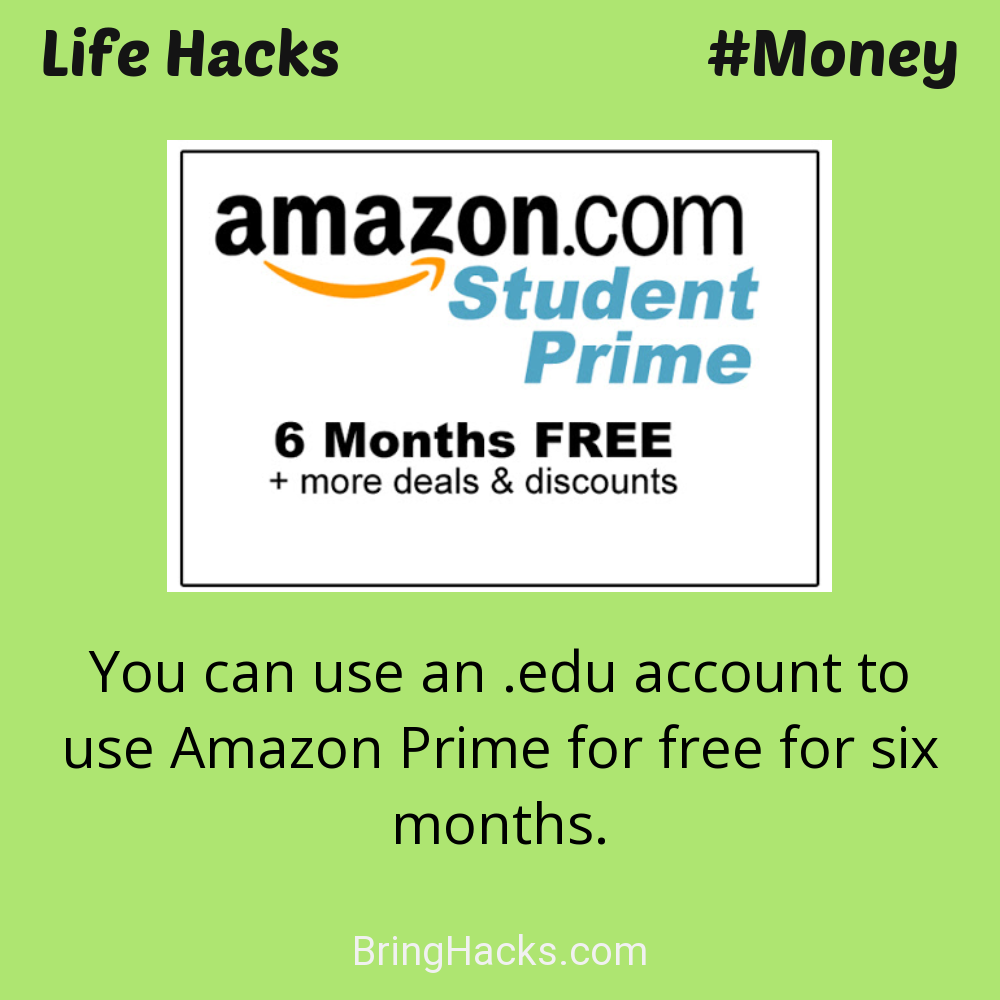 Life Hacks #Money
amazon.com
Student
Prime
6 Months FREE
+ more deals & discounts
You can use an .edu account to
use Amazon Prime for free for six
months.
BringHacks.com